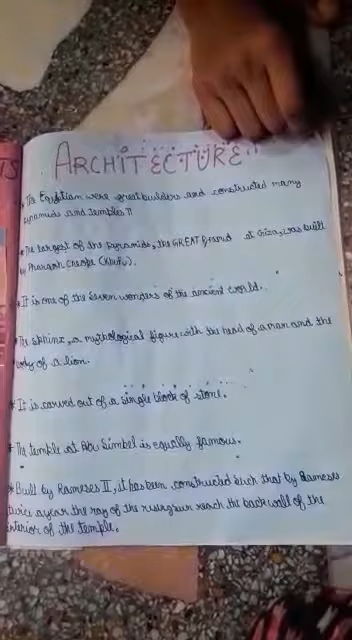 TS
ARCHITECTURE
* The Egyptian were great builders and constructed many
pyramids and temples
* The largest of the pyramids, the GREAT Pyramid at Giza, was built
by Pharaoh Cheops (Khufu).
* It is one of the seven wonders of the ancient world.
* The sphinx, a mythological figure with the head of a man and the
body of a lion.
* It is carved out of a single block of stone.
* The temple at Abu Simbel is equally famous.
* Built by Rameses II, it has been constructed such that by Rameses
twice a year the ray of the rising sun reach the back wall of the
interior of the temple.